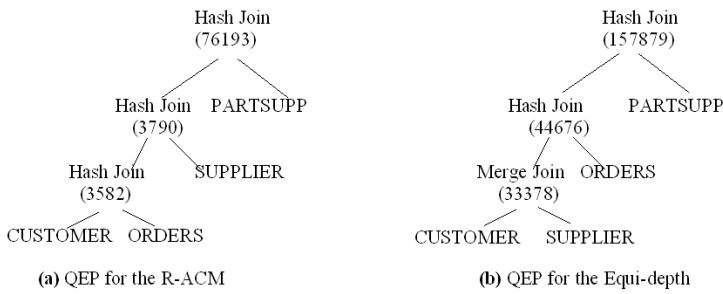 Hash Join
(76193)
Hash Join PARTSUPP
(3790)
Hash Join SUPPLIER
(3582)
CUSTOMER ORDERS
(a) QEP for the R-ACM
Hash Join
(157879)
Hash Join PARTSUPP
(44676)
Merge Join ORDERS
(33378)
CUSTOMER SUPPLIER
(b) QEP for the Equi-depth